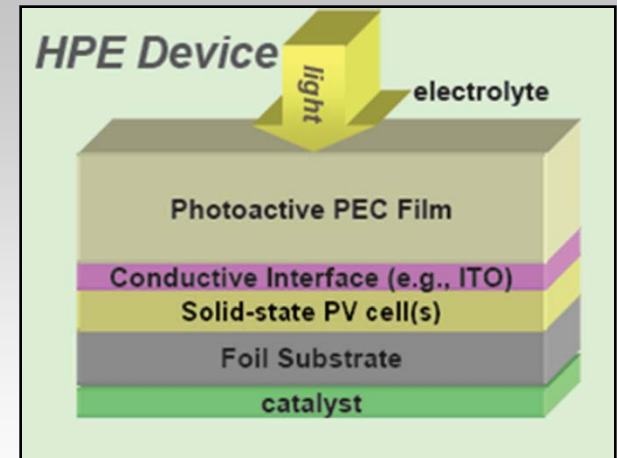 HPE Device
light
electrolyte
Photoactive PEC Film
Conductive Interface (e.g., ITO)
Solid-state PV cell(s)
Foil Substrate
catalyst